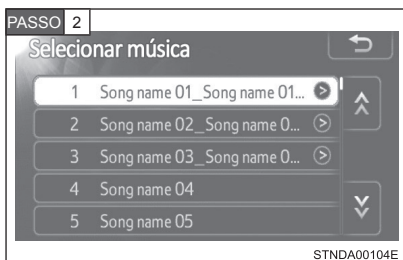 PASSO 2
Selecionar música
1 Song name 01_Song name 01...
2 Song name 02_Song name 0...
3 Song name 03_Song name 0...
4 Song name 04
5 Song name 05
STNDA00104E